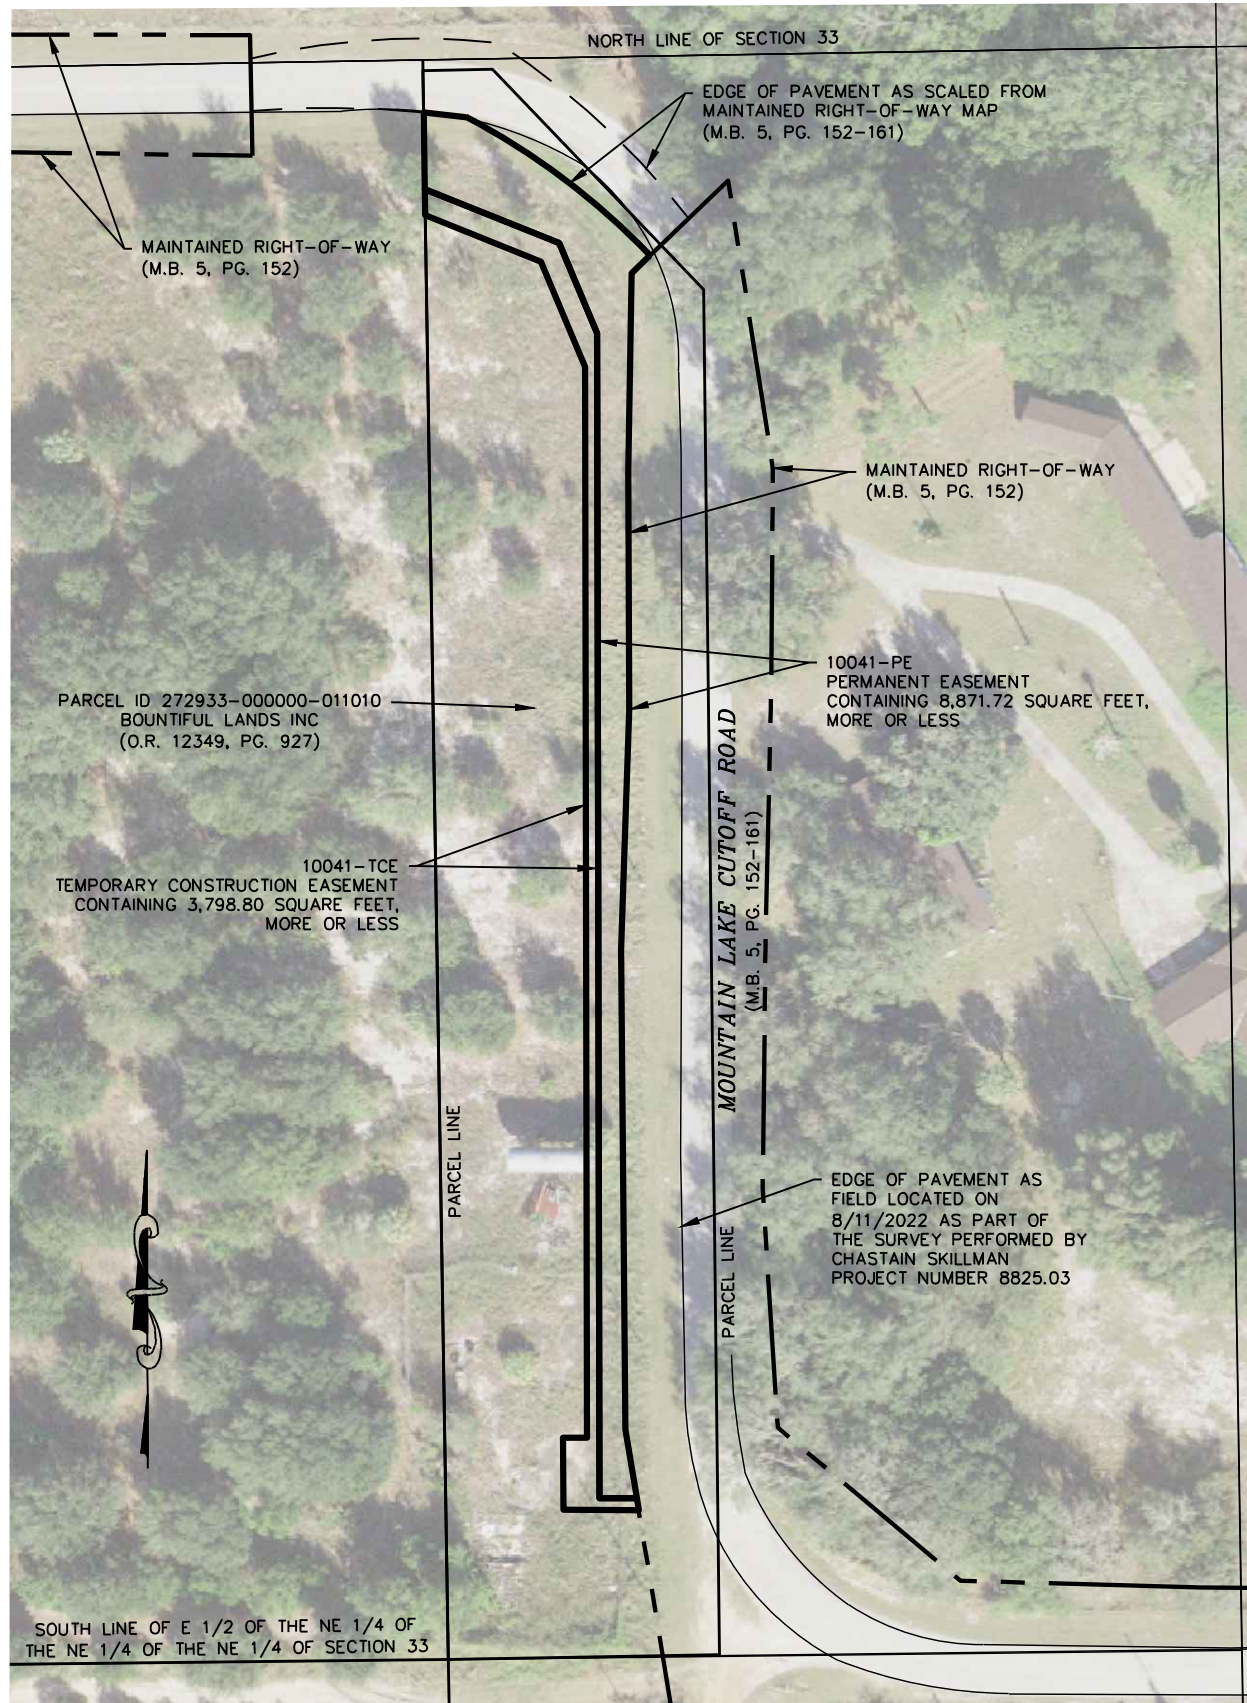 NORTH LINE OF SECTION 33
EDGE OF PAVEMENT AS SCALED FROM
MAINTAINED RIGHT-OF-WAY MAP
(M.B. 5, PG. 152-161)
MAINTAINED RIGHT-OF-WAY
(M.B. 5, PG. 152)
MAINTAINED RIGHT-OF-WAY
(M.B. 5, PG. 152)
10041-PE
PERMANENT EASEMENT
CONTAINING 8,871.72 SQUARE FEET,
MORE OR LESS
PARCEL ID 272933-000000-011010
BOUNTIFUL LANDS INC
(O.R. 12349, PG. 927)
MOUNTAIN LAKE CUTOFF ROAD
(M.B. 5, PG. 152-161)
10041-TCE
TEMPORARY CONSTRUCTION EASEMENT
CONTAINING 3,798.80 SQUARE FEET,
MORE OR LESS
PARCEL LINE
EDGE OF PAVEMENT AS
FIELD LOCATED ON
8/11/2022 AS PART OF
THE SURVEY PERFORMED BY
CHASTAIN SKILLMAN
PROJECT NUMBER 8825.03
PARCEL LINE
SOUTH LINE OF E 1/2 OF THE NE 1/4 OF
THE NE 1/4 OF THE NE 1/4 OF SECTION 33